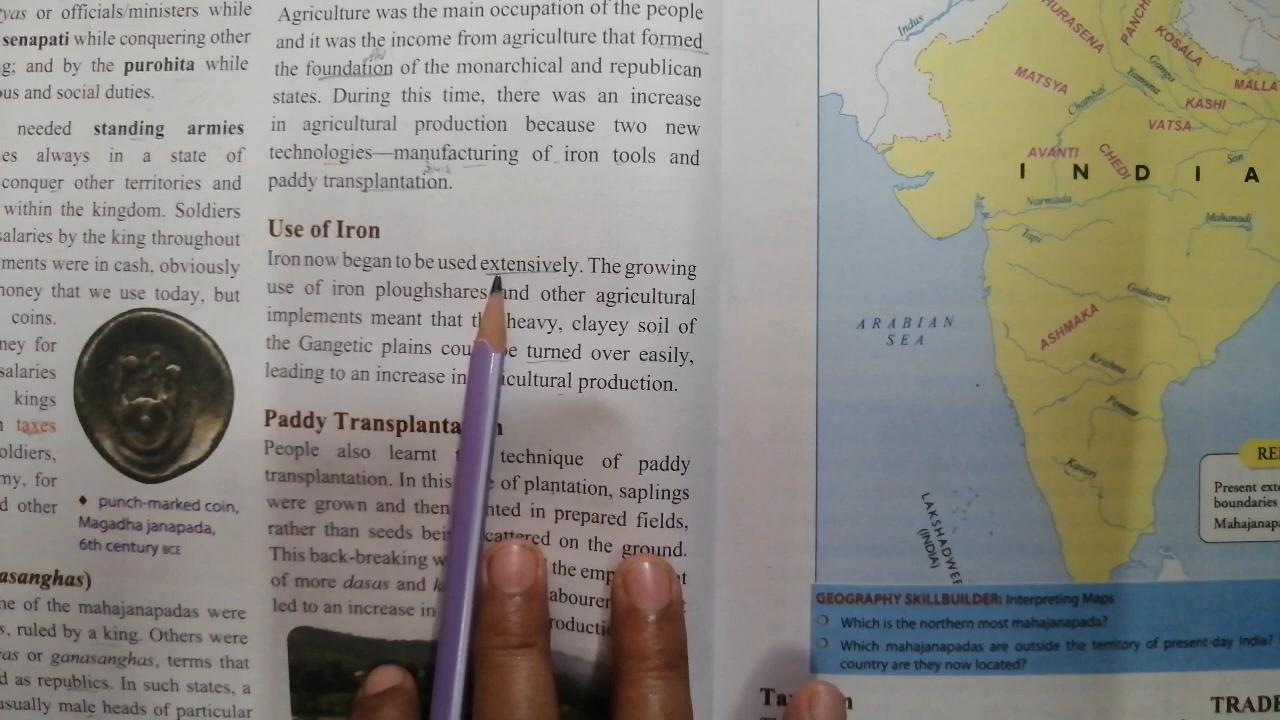 yas or officials/ministers while
senapati while conquering other
g; and by the purohita while
ous and social duties.
needed standing armies
es always in a state of
conquer other territories and
within the kingdom. Soldiers
salaries by the king throughout
ments were in cash, obviously
money that we use today, but
coins.
ney for
salaries
kings
taxes
oldiers,
my, for
d other
♦ punch-marked coin,
Magadha janapada,
6th century BCE
asanghas)
ne of the mahajanapadas were
s, ruled by a king. Others were
as or ganasanghas, terms that
d as republics. In such states, a
usually male heads of particular
Agriculture was the main occupation of the people
and it was the income from agriculture that formed
the foundation of the monarchical and republican
states. During this time, there was an increase
in agricultural production because two new
technologies—manufacturing of iron tools and
paddy transplantation.
Use of Iron
Iron now began to be used extensively. The growing
use of iron ploughshares and other agricultural
implements meant that heavy, clayey soil of
the Gangetic plains turned over easily,
leading to an increase in icultural production.
Paddy Transplanta
People also learnt technique of paddy
transplantation. In this of plantation, saplings
were grown and then nted in prepared fields,
rather than seeds bei cattered on the ground.
This back-breaking w the emp
of more dasas and k abourer
led to an increase in roductio
Indus
SHURASENA
PANCH
KOSALA
MATSYA
Ganga
Yamuna
MALLA
Chambal
KASHI
VATSA
AVANTI
CHEDI
Son
INDIA
Narmada
Mahanadi
Tapi
Godavari
ARABIAN
SEA
ASHMAKA
Krishna
Pennar
Kaveri
RE
Present exte
boundaries
Mahajanapa
LAKSHADWEE
(INDIA)
GEOGRAPHY SKILLBUILDER: Interpreting Maps
Which is the northern most mahajanapada?
Which mahajanapadas are outside the territory of present-day India?
country are they now located?
Ta
TRADE